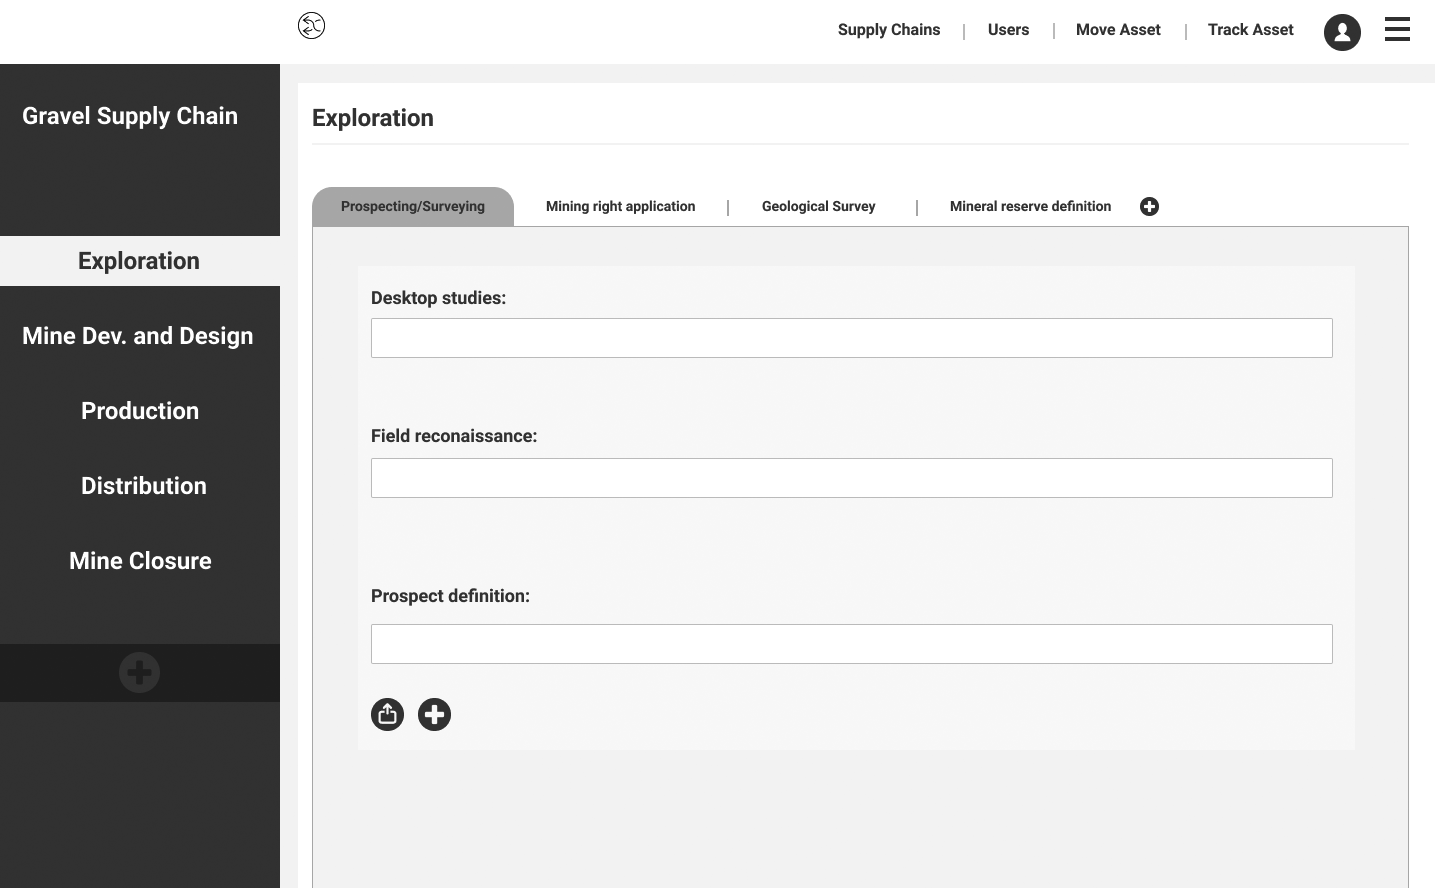 Supply Chains | Users | Move Asset | Track Asset
Gravel Supply Chain
Exploration
Mine Dev. and Design
Production
Distribution
Mine Closure
Exploration
Prospecting/Surveying Mining right application | Geological Survey | Mineral reserve definition
Desktop studies:
Field reconaissance:
Prospect definition: